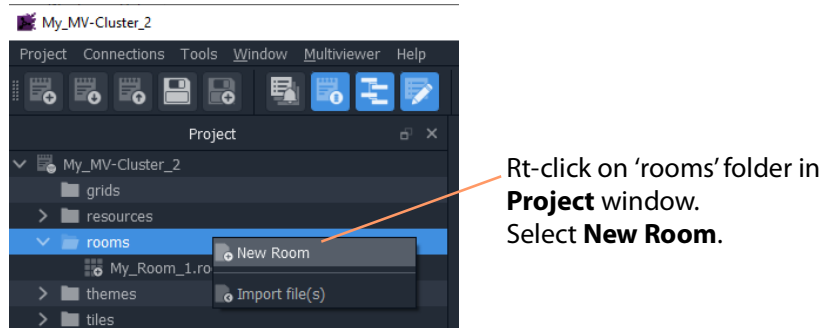 My_MV-Cluster_2
Project Connections Tools Window Multiviewer Help
Project
My_MV-Cluster_2
grids
resources
rooms
New Room
My_Room_1.ro
Import file(s)
themes
tiles
Rt-click on ‘rooms’ folder in
Project window.
Select New Room.